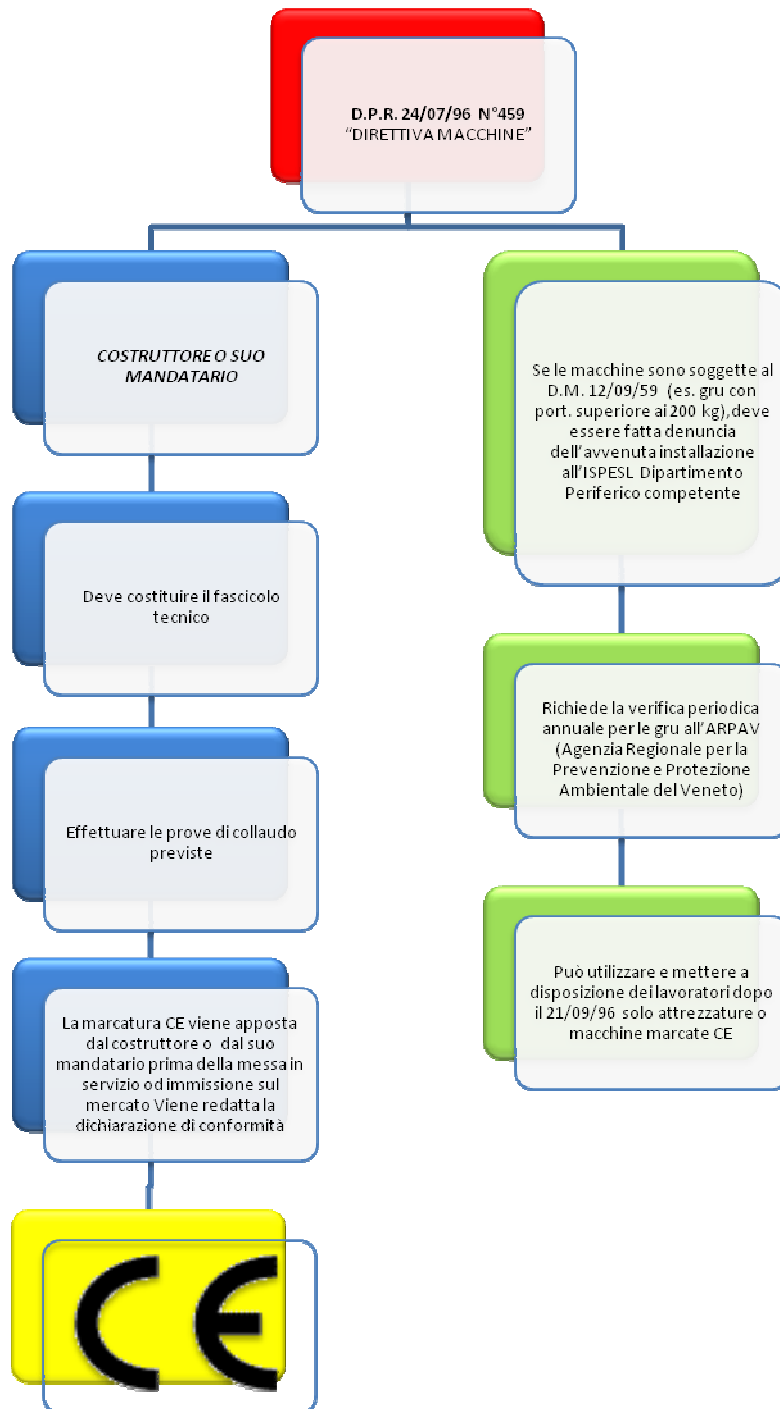 D.P.R. 24/07/96 N°459
“DIRETTIVA MACCHINE”
COSTRUTTORE O SUO
MANDATARIO
Deve costituire il fascicolo
tecnico
Effettuare le prove di collaudo
previste
La marcatura CE viene apposta
dal costruttore o dal suo
mandatario prima della messa in
servizio od immissione sul
mercato Viene redatta la
dichiarazione di conformità
CE
Se le macchine sono soggette al
D.M. 12/09/59 (es. gru con
port. superiore ai 200 kg), deve
essere fatta denuncia
dell’avvenuta installazione
all’ISPESL Dipartimento
Periferico competente
Richiede la verifica periodica
annuale per le gru all’ARPAV
(Agenzia Regionale per la
Prevenzione e Protezione
Ambientale del Veneto)
Può utilizzare e mettere a
disposizione dei lavoratori dopo
il 21/09/96 solo attrezzature o
macchine marcate CE